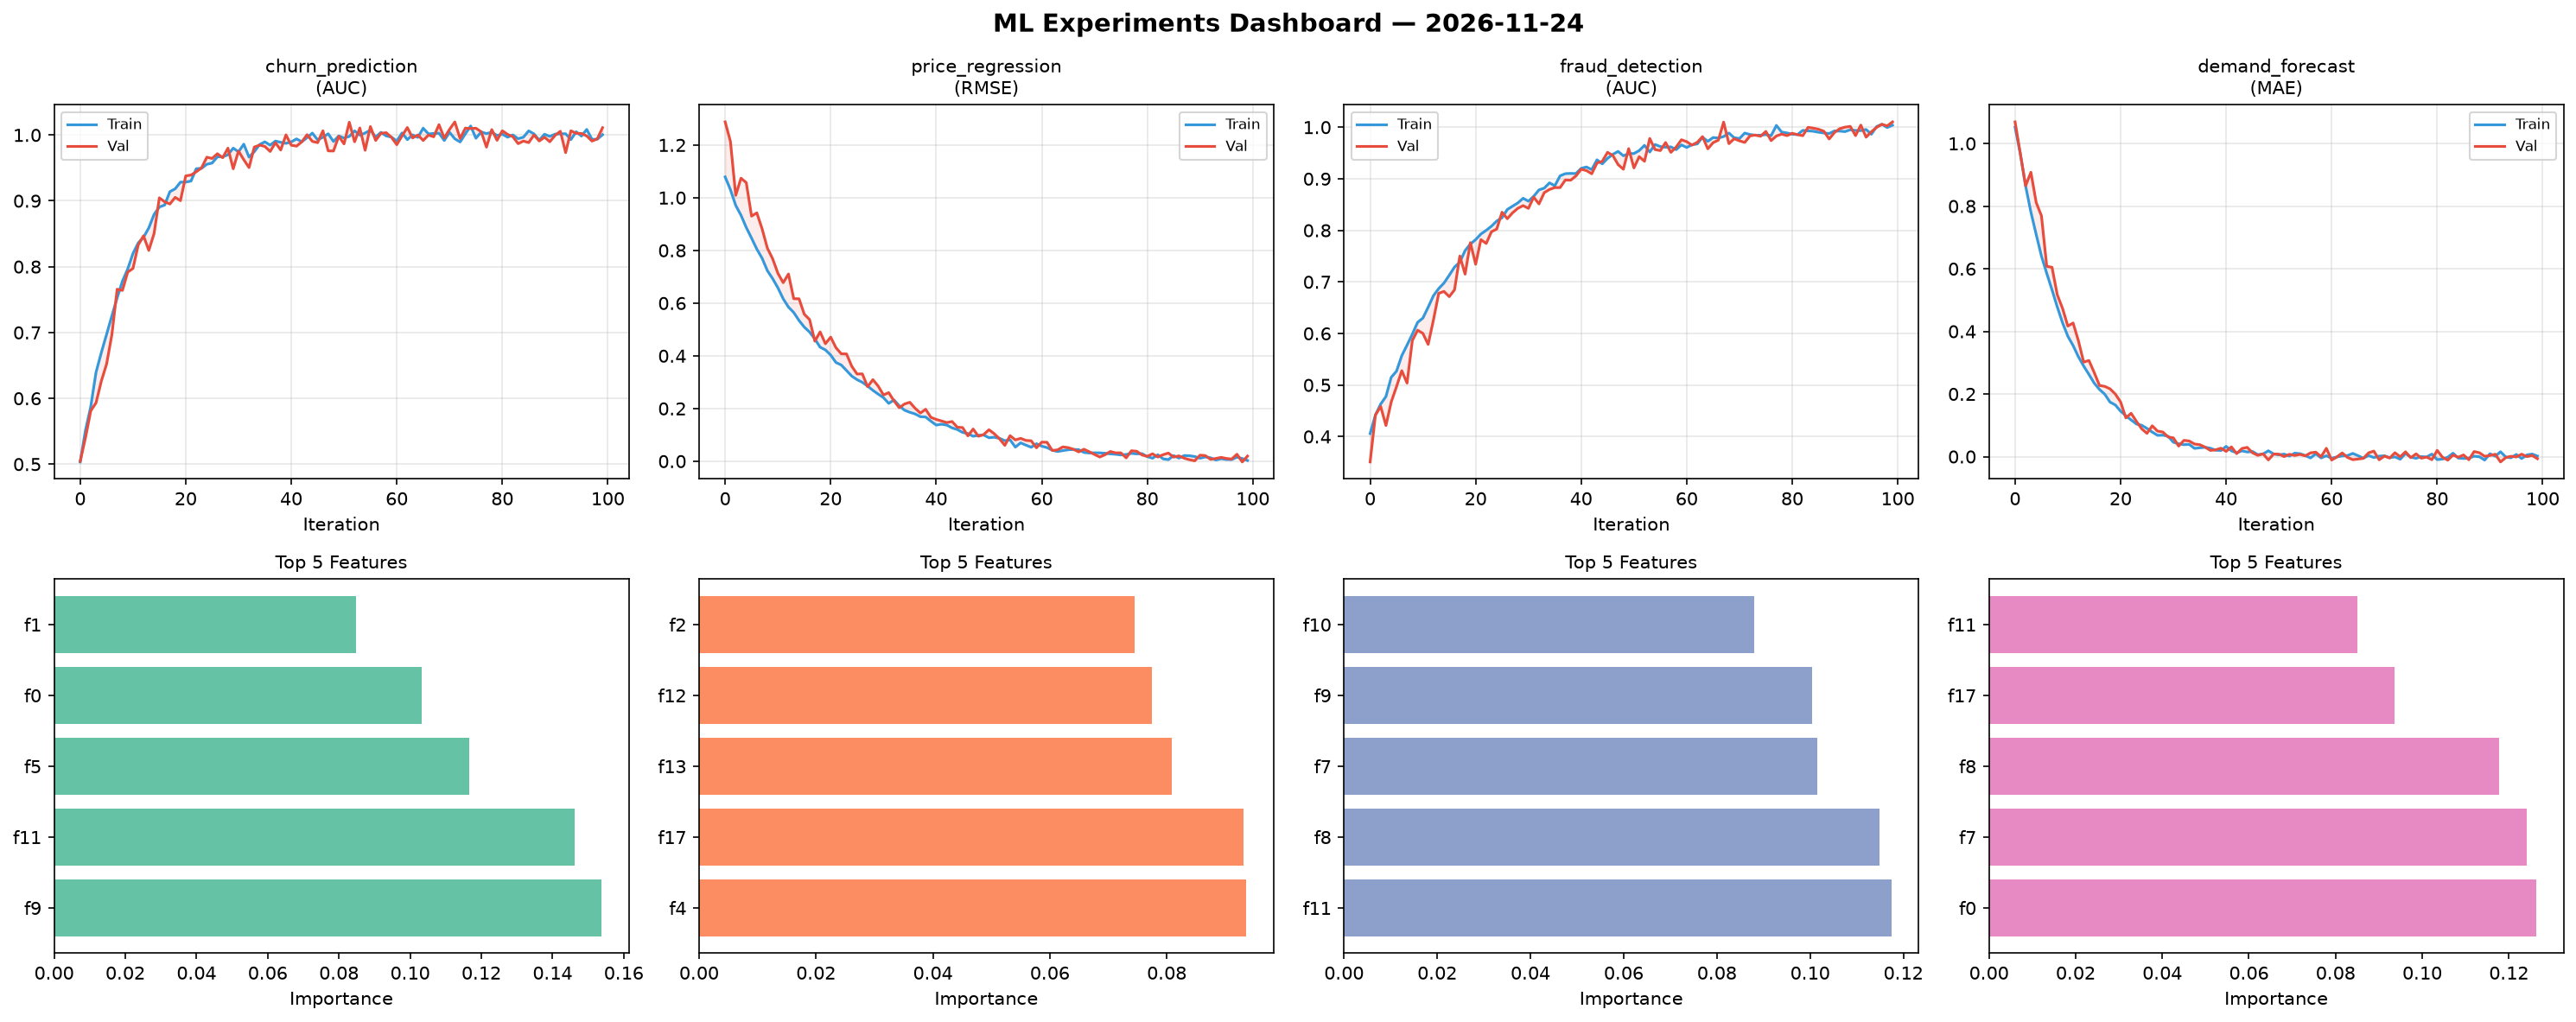 ML Experiments Dashboard — 2026-11-24
churn_prediction
(AUC)
Train
Val
1.0
0.9
0.8
0.7
0.6
0.5
0 20 40 60 80 100
Iteration
price_regression
(RMSE)
Train
Val
1.2
1.0
0.8
0.6
0.4
0.2
0.0
0 20 40 60 80 100
Iteration
fraud_detection
(AUC)
Train
Val
1.0
0.9
0.8
0.7
0.6
0.5
0.4
0 20 40 60 80 100
Iteration
demand_forecast
(MAE)
Train
Val
1.0
0.8
0.6
0.4
0.2
0.0
0 20 40 60 80 100
Iteration
Top 5 Features
f1
f0
f5
f11
f9
0.00 0.02 0.04 0.06 0.08 0.10 0.12 0.14 0.16
Importance
Top 5 Features
f2
f12
f13
f17
f4
0.00 0.02 0.04 0.06 0.08
Importance
Top 5 Features
f10
f9
f7
f8
f11
0.00 0.02 0.04 0.06 0.08 0.10 0.12
Importance
Top 5 Features
f11
f17
f8
f7
f0
0.00 0.02 0.04 0.06 0.08 0.10 0.12
Importance